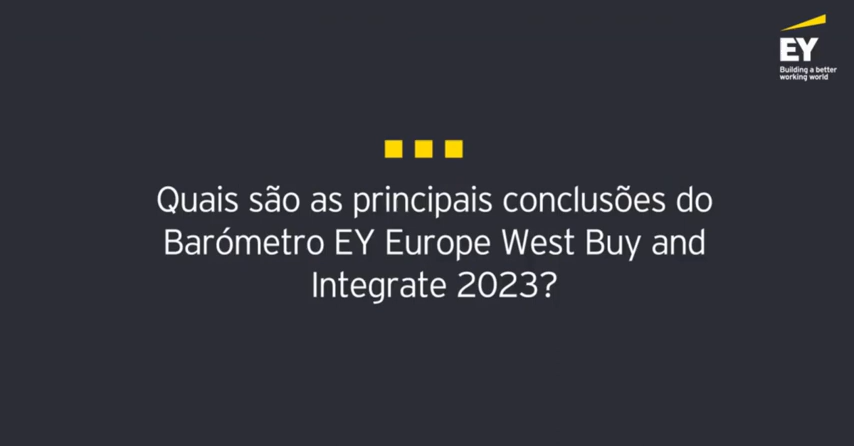 EY
Building a better
working world
Quais são as principais conclusões do
Barómetro EY Europe West Buy and
Integrate 2023?